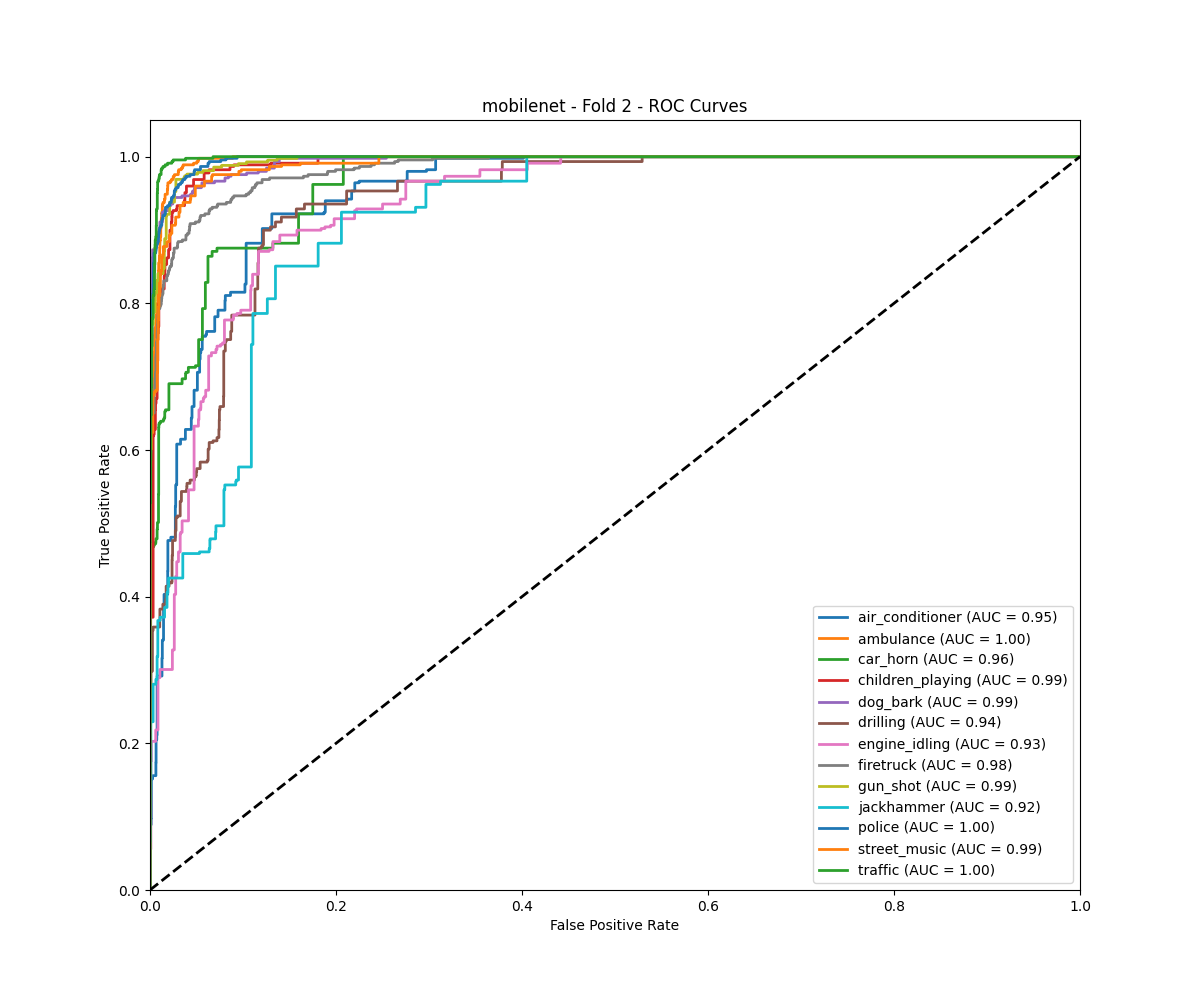 mobilenet - Fold 2 - ROC Curves
True Positive Rate
1.0
0.8
0.6
0.4
0.2
0.0
0.0 0.2 0.4 0.6 0.8 1.0
False Positive Rate
air_conditioner (AUC = 0.95)
ambulance (AUC = 1.00)
car_horn (AUC = 0.96)
children_playing (AUC = 0.99)
dog_bark (AUC = 0.99)
drilling (AUC = 0.94)
engine_idling (AUC = 0.93)
firetruck (AUC = 0.98)
gun_shot (AUC = 0.99)
jackhammer (AUC = 0.92)
police (AUC = 1.00)
street_music (AUC = 0.99)
traffic (AUC = 1.00)